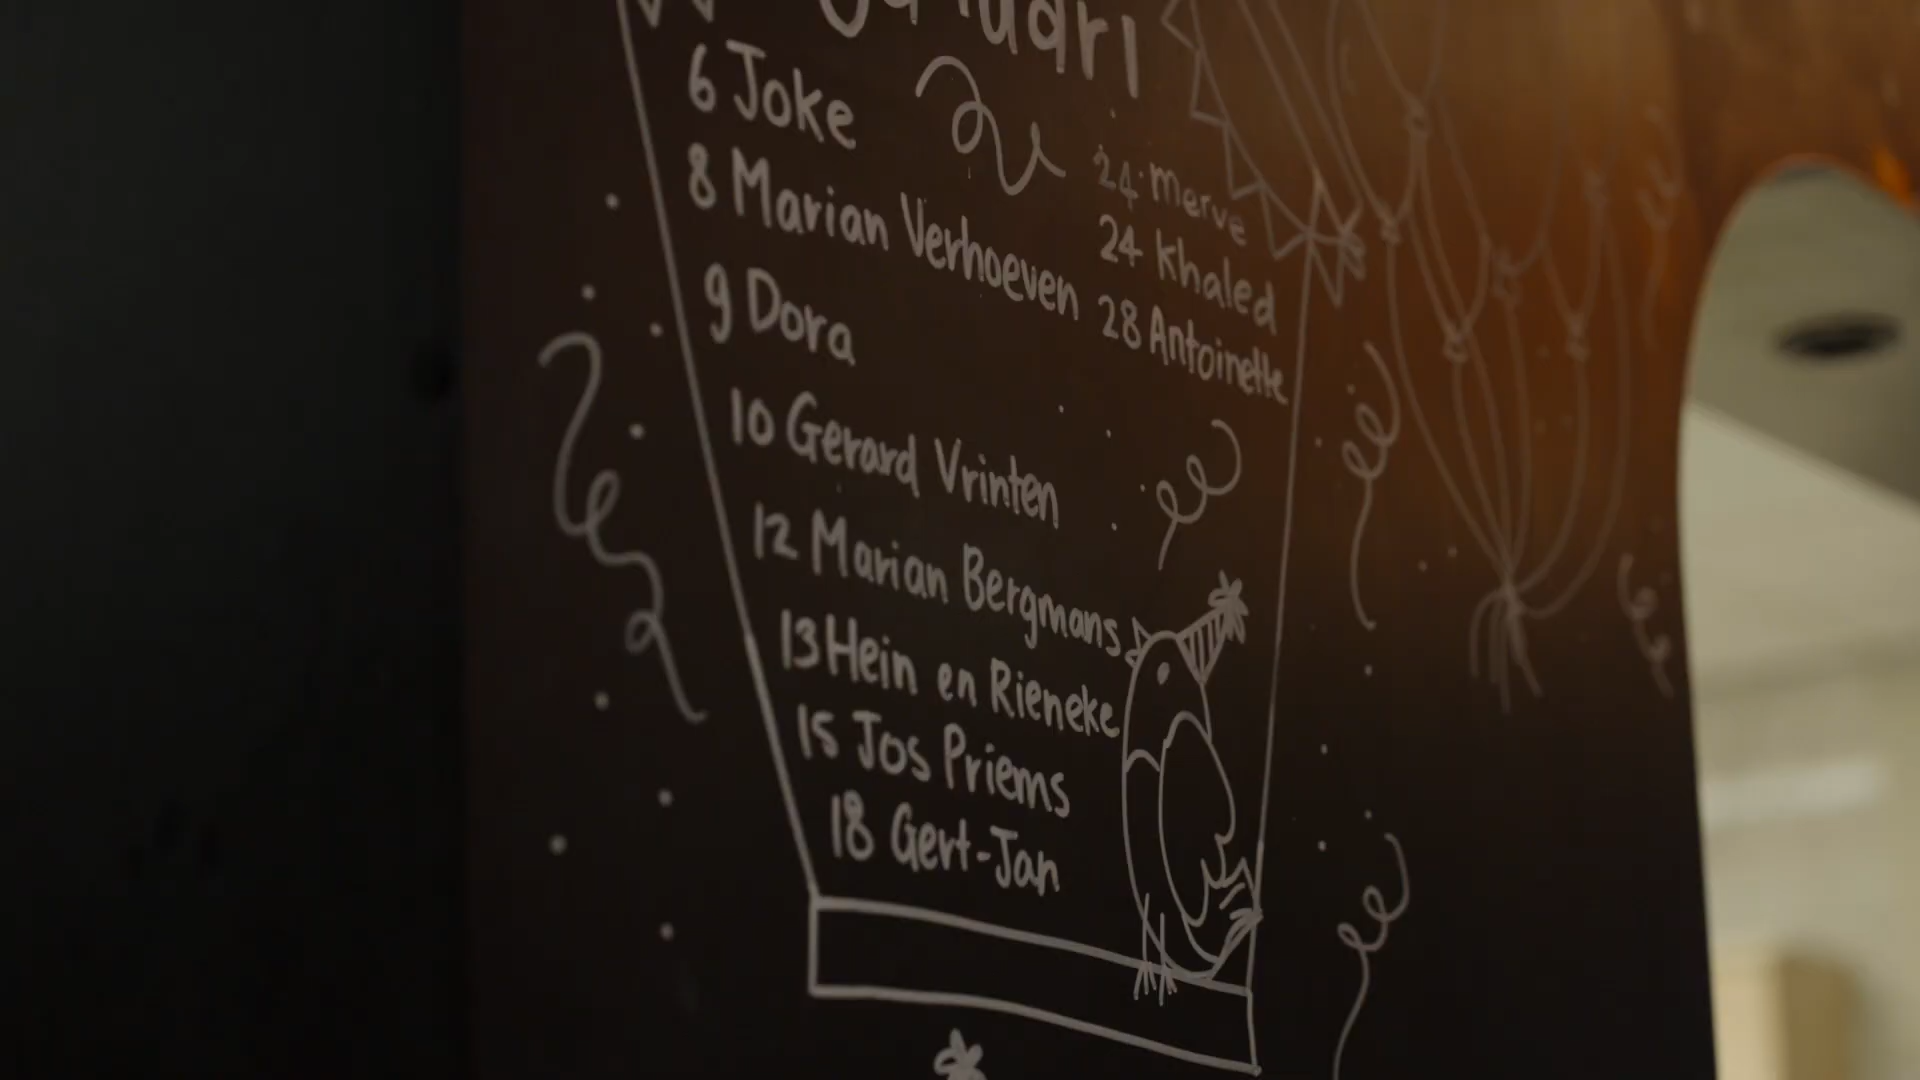 Januari
6 Joke
8 Marian Verhoeven
9 Dora
10 Gerard Vrinten
12 Marian Bergmans
13 Hein en Rieneke
15 Jos Priems
18 Gert-Jan
24 Merve
24 Khaled
28 Antoinette